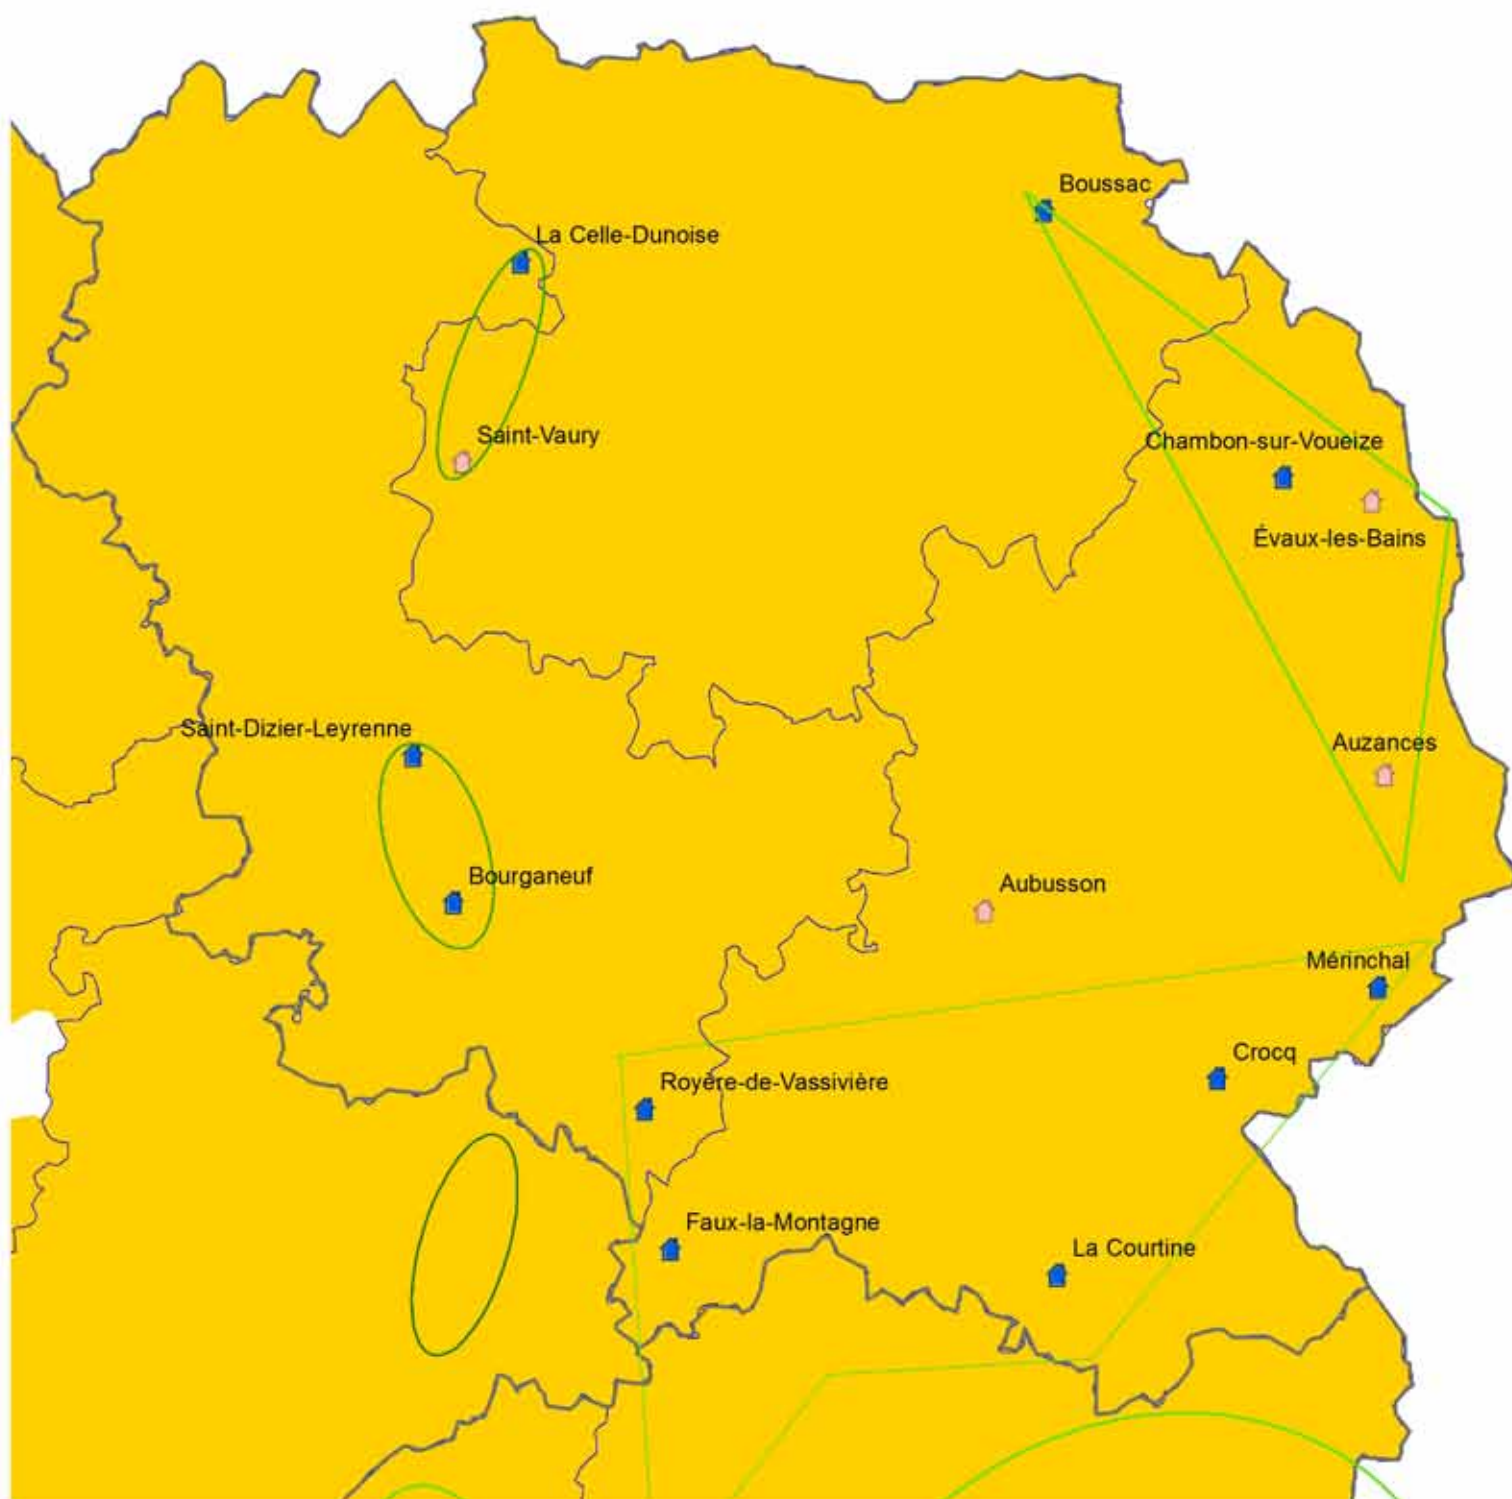 Boussac
La Celle-Dunoise
Saint-Vaury
Chambon-sur-Voueize
Évaux-les-Bains
Saint-Dizier-Leyrenne
Auzances
Bourganeuf
Aubusson
Mérinchal
Crocq
Royère-de-Vassivière
Faux-la-Montagne
La Courtine